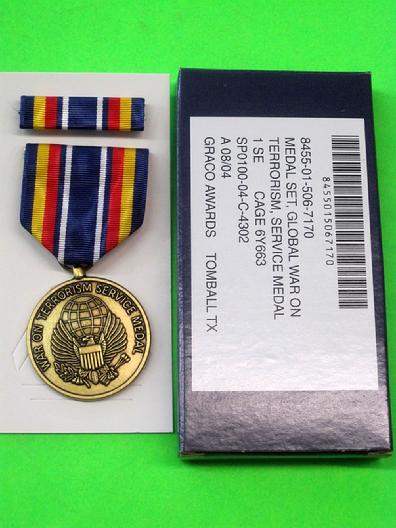 WAR ON TERRORISM SERVICE MEDAL
8455015067170
8455-01-506-7170
MEDAL SET, GLOBAL WAR ON
TERRORISM, SERVICE MEDAL
1 SE CAGE 6Y663
SP0100-04-C-4302
A 08/04
GRACO AWARDS TOMBALL TX